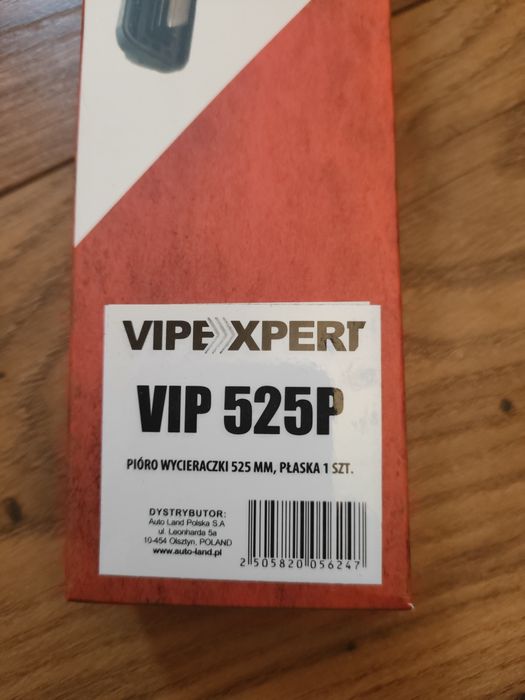 VIPEXPERT
VIP 525P
PIÓRO WYCIERACZKI 525 MM, PŁASKA 1 SZT.
DYSTRYBUTOR:
Auto Land Polska S.A
ul. Leonharda 5a
10-454 Olsztyn, POLAND
www.auto-land.pl
2 505820 056247